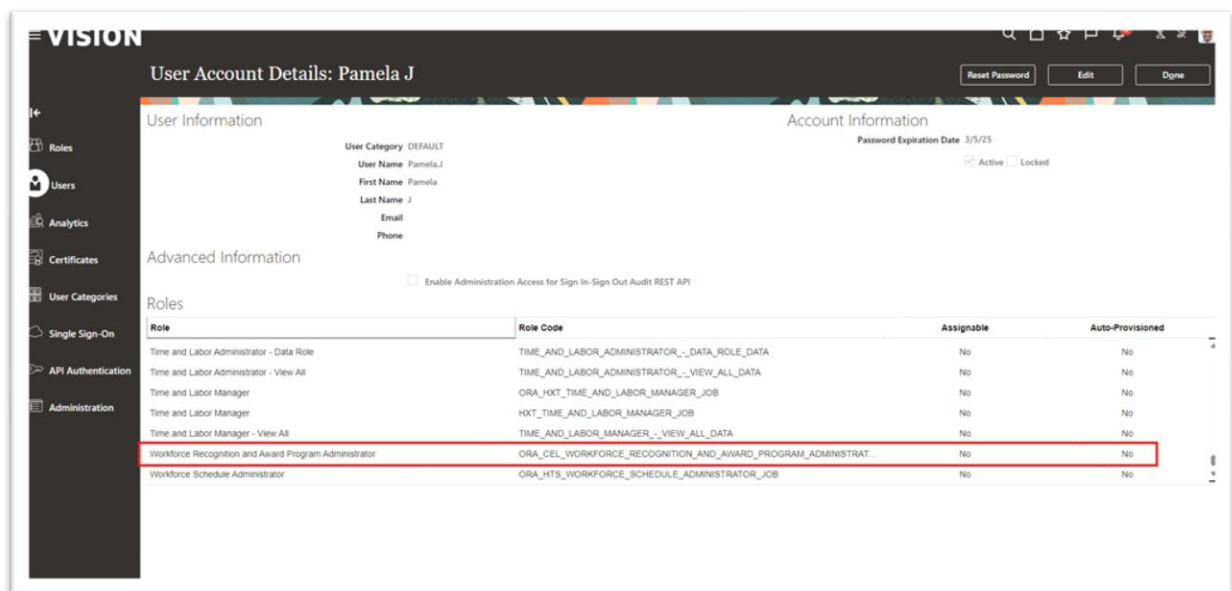 VISION
User Account Details: Pamela J
Reset Password Edit Done
User Information
Account Information
User Category DEFAULT
Password Expiration Date 3/5/25
User Name Pamela.J
Active Locked
First Name Pamela
Last Name J
Email
Phone
Advanced Information
Enable Administration Access for Sign In-Sign Out Audit REST API
Roles
Users
Analytics
Certificates
User Categories
Single Sign-On
API Authentication
Administration
Roles
Role Role Code Assignable Auto-Provisioned
Time and Labor Administrator - Data Role TIME_AND_LABOR_ADMINISTRATOR_-_DATA_ROLE_DATA No No
Time and Labor Administrator - View All TIME_AND_LABOR_ADMINISTRATOR_-_VIEW_ALL_DATA No No
Time and Labor Manager ORA_HXT_TIME_AND_LABOR_MANAGER_JOB No No
Time and Labor Manager HXT_TIME_AND_LABOR_MANAGER_JOB No No
Time and Labor Manager - View All TIME_AND_LABOR_MANAGER_-_VIEW_ALL_DATA No No
Workforce Recognition and Award Program Administrator ORA_CEL_WORKFORCE_RECOGNITION_AND_AWARD_PROGRAM_ADMINISTRAT... No No
Workforce Schedule Administrator ORA_HTS_WORKFORCE_SCHEDULE_ADMINISTRATOR_JOB No No